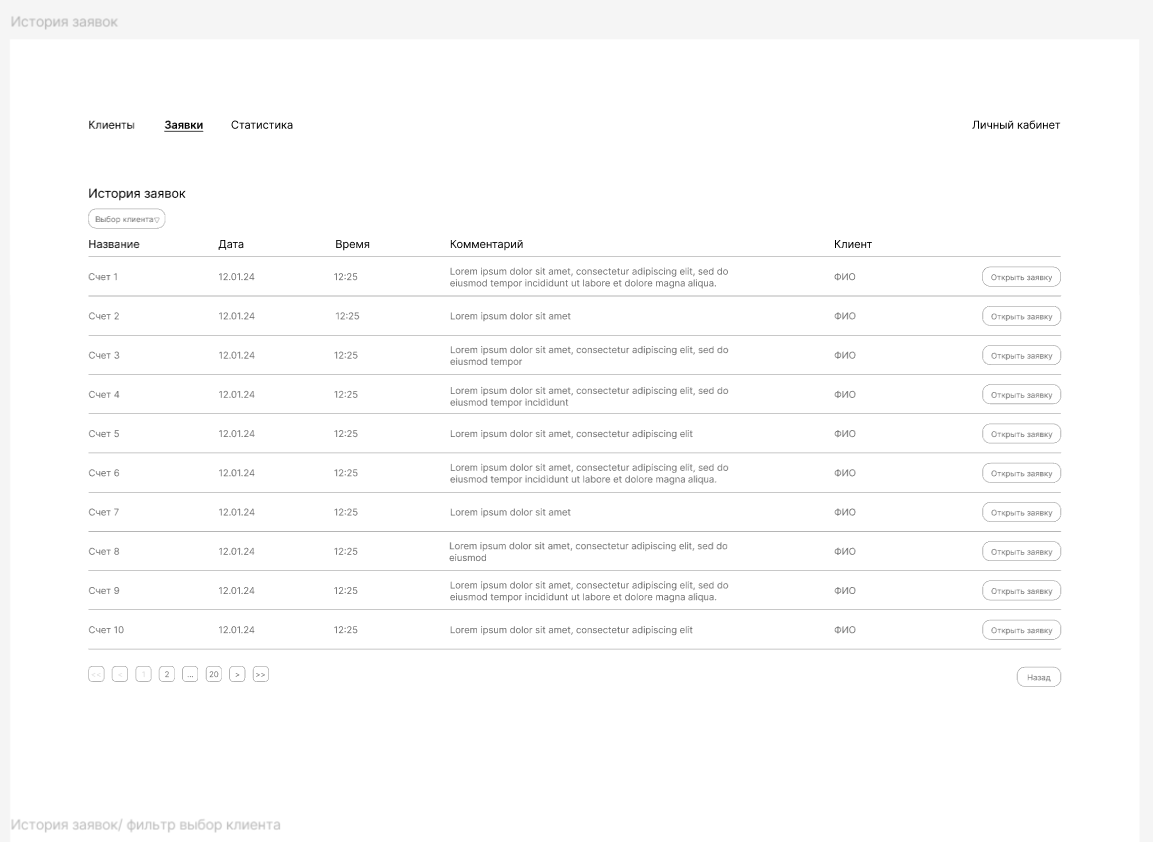 История заявок
Клиенты Заявки Статистика Личный кабинет
История заявок
Выбор клиента▽
Название Дата Время Комментарий Клиент
Счет 1 12.01.24 12:25 Lorem ipsum dolor sit amet, consectetur adipiscing elit, sed do ФИО Открыть заявку
eiusmod tempor incididunt ut labore et dolore magna aliqua.
Счет 2 12.01.24 12:25 Lorem ipsum dolor sit amet ФИО Открыть заявку
Счет 3 12.01.24 12:25 Lorem ipsum dolor sit amet, consectetur adipiscing elit, sed do ФИО Открыть заявку
eiusmod tempor
Счет 4 12.01.24 12:25 Lorem ipsum dolor sit amet, consectetur adipiscing elit, sed do ФИО Открыть заявку
eiusmod tempor incididunt
Счет 5 12.01.24 12:25 Lorem ipsum dolor sit amet, consectetur adipiscing elit ФИО Открыть заявку
Счет 6 12.01.24 12:25 Lorem ipsum dolor sit amet, consectetur adipiscing elit, sed do ФИО Открыть заявку
eiusmod tempor incididunt ut labore et dolore magna aliqua.
Счет 7 12.01.24 12:25 Lorem ipsum dolor sit amet ФИО Открыть заявку
Счет 8 12.01.24 12:25 Lorem ipsum dolor sit amet, consectetur adipiscing elit, sed do ФИО Открыть заявку
eiusmod
Счет 9 12.01.24 12:25 Lorem ipsum dolor sit amet, consectetur adipiscing elit, sed do ФИО Открыть заявку
eiusmod tempor incididunt ut labore et dolore magna aliqua.
Счет 10 12.01.24 12:25 Lorem ipsum dolor sit amet, consectetur adipiscing elit ФИО Открыть заявку
<< < 1 2 ... 20 > >> Назад
История заявок/ фильтр выбор клиента